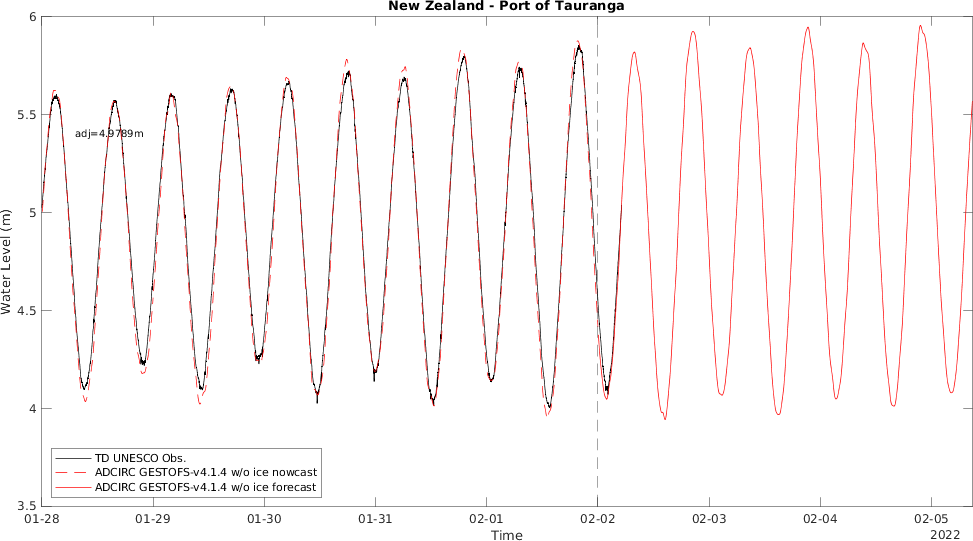 New Zealand - Port of Tauranga
6
5.5
5
4.5
4
3.5
Water Level (m)
adj=4.9789m
TD UNESCO Obs.
ADCIRC GESTOFS-v4.1.4 w/o ice nowcast
ADCIRC GESTOFS-v4.1.4 w/o ice forecast
01-28 01-29 01-30 01-31 02-01 02-02 02-03 02-04 02-05
Time
2022